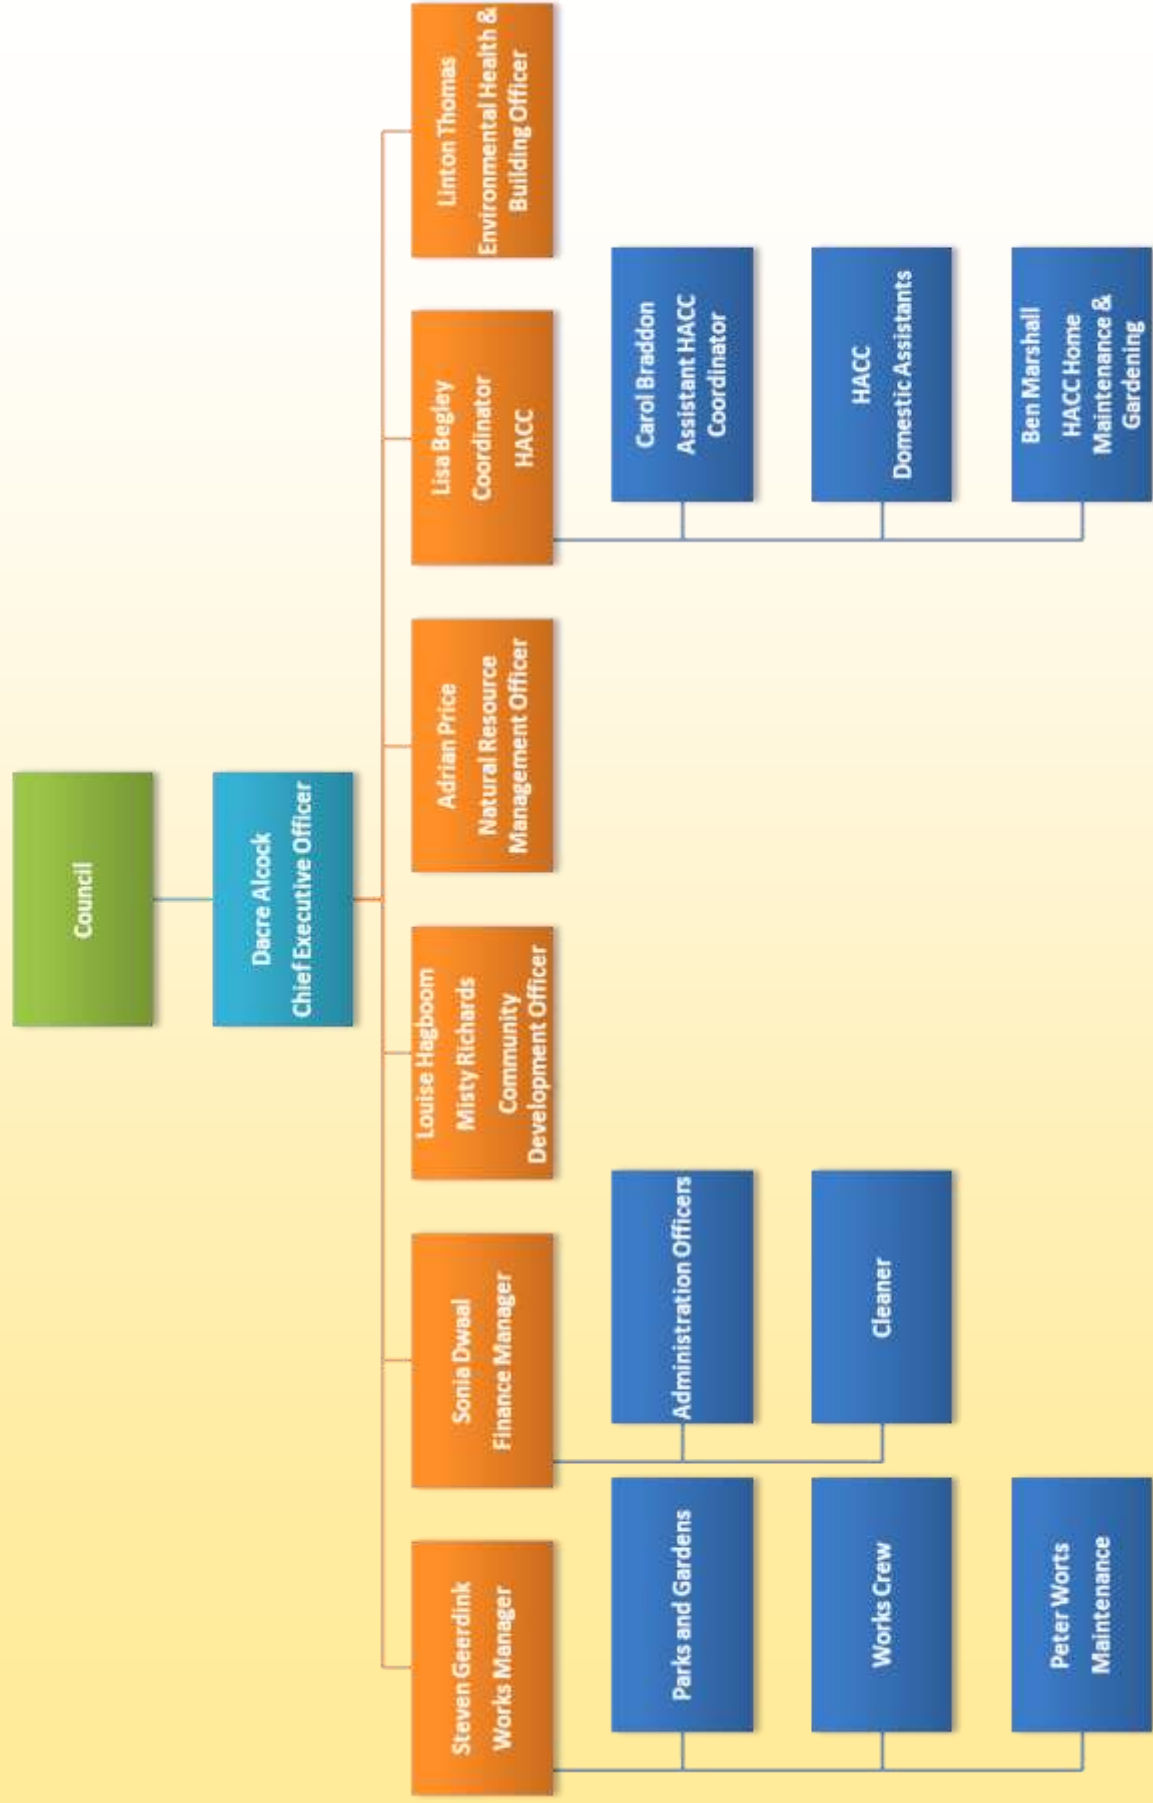 Council
Dacre Alcock
Chief Executive Officer
Steven Geerdink
Works Manager
Sonia Dwaal
Finance Manager
Louise Hagboom
Misty Richards
Community
Development Officer
Adrian Price
Natural Resource
Management Officer
Lisa Begley
Coordinator
HACC
Linton Thomas
Environmental Health &
Building Officer
Parks and Gardens
Works Crew
Peter Worts
Maintenance
Administration Officers
Cleaner
Carol Braddon
Assistant HACC
Coordinator
HACC
Domestic Assistants
Ben Marshall
HACC Home
Maintenance &
Gardening